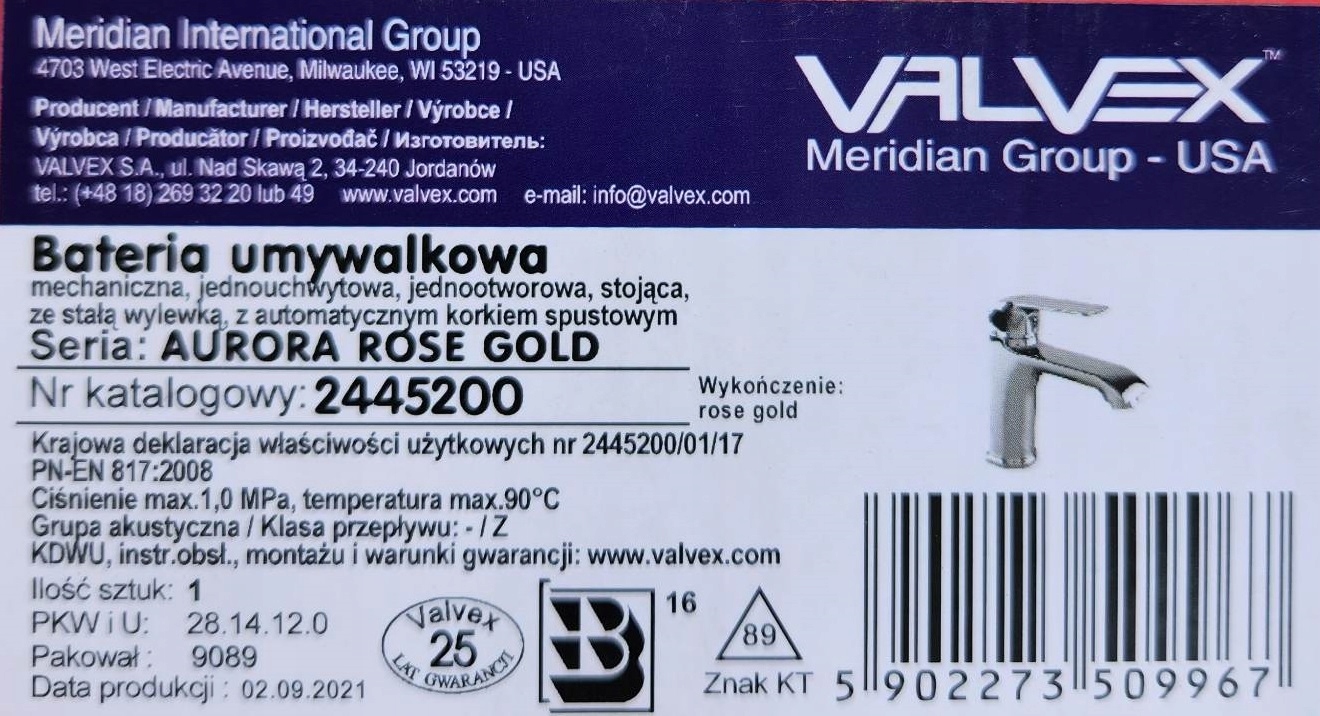 Meridian International Group
4703 West Electric Avenue, Milwaukee, WI 53219 - USA
Producent / Manufacturer / Hersteller / Výrobce /
Výrobca / Producător / Proizvođač / Изготовитель:
VALVEX S.A., ul. Nad Skawą 2, 34-240 Jordanów
tel.: (+48 18) 269 32 20 lub 49 www.valvex.com e-mail: info@valvex.com
VALVEX™
Meridian Group - USA
Bateria umywalkowa
mechaniczna, jednouchwytowa, jednootworowa, stojąca,
ze stałą wylewką, z automatycznym korkiem spustowym
Seria: AURORA ROSE GOLD
Nr katalogowy: 2445200
Wykończenie:
rose gold
Krajowa deklaracja właściwości użytkowych nr 2445200/01/17
PN-EN 817:2008
Ciśnienie max.1,0 MPa, temperatura max.90°C
Grupa akustyczna / Klasa przepływu: - / Z
KDWU, instr.obsł., montażu i warunki gwarancji: www.valvex.com
Ilość sztuk: 1
PKW i U: 28.14.12.0
Pakował : 9089
Data produkcji : 02.09.2021
Valvex
25
LAT GWARANCJI
B
16
89
Znak KT
5 902273 509967